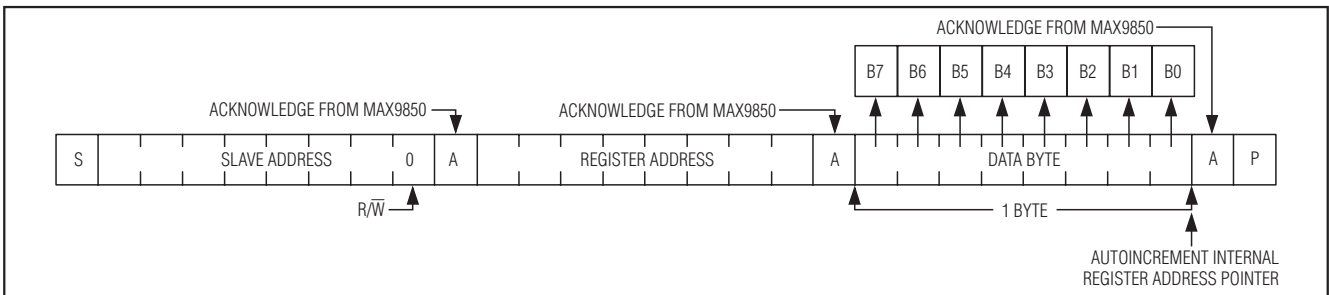 ACKNOWLEDGE FROM MAX9850
B7 B6 B5 B4 B3 B2 B1 B0
ACKNOWLEDGE FROM MAX9850
ACKNOWLEDGE FROM MAX9850
S SLAVE ADDRESS 0 A REGISTER ADDRESS A DATA BYTE A P
R/W̅
1 BYTE
AUTOINCREMENT INTERNAL
REGISTER ADDRESS POINTER